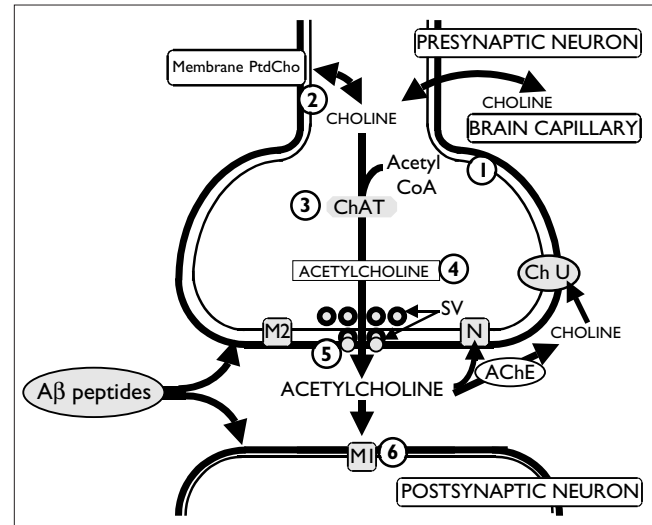 PRESYNAPTIC NEURON
Membrane PtdCho
2
CHOLINE
CHOLINE
BRAIN CAPILLARY
1
Acetyl
CoA
3
ChAT
ACETYLCHOLINE
4
Ch U
SV
M2
N
CHOLINE
5
AChE
Aβ peptides
ACETYLCHOLINE
M1
6
POSTSYNAPTIC NEURON